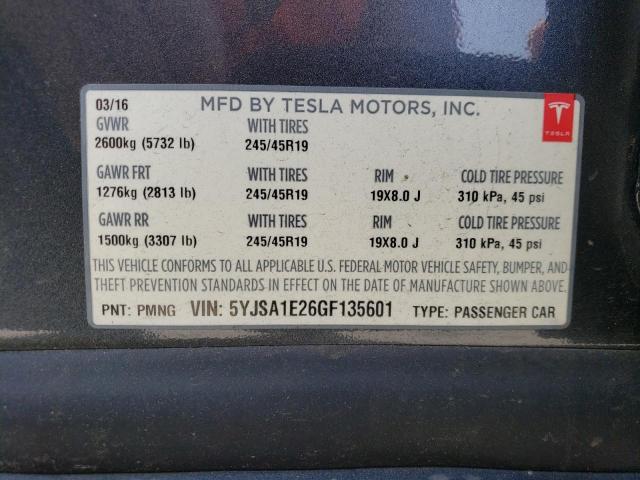 03/16 MFD BY TESLA MOTORS, INC.
TESLA
GVWR WITH TIRES
2600kg (5732 lb) 245/45R19
GAWR FRT WITH TIRES RIM COLD TIRE PRESSURE
1276kg (2813 lb) 245/45R19 19X8.0 J 310 kPa, 45 psi
GAWR RR WITH TIRES RIM COLD TIRE PRESSURE
1500kg (3307 lb) 245/45R19 19X8.0 J 310 kPa, 45 psi
THIS VEHICLE CONFORMS TO ALL APPLICABLE U.S. FEDERAL MOTOR VEHICLE SAFETY, BUMPER, AND
THEFT PREVENTION STANDARDS IN EFFECT ON THE DATE OF MANUFACTURE SHOWN ABOVE.
PNT: PMNG VIN: 5YJSA1E26GF135601 TYPE: PASSENGER CAR